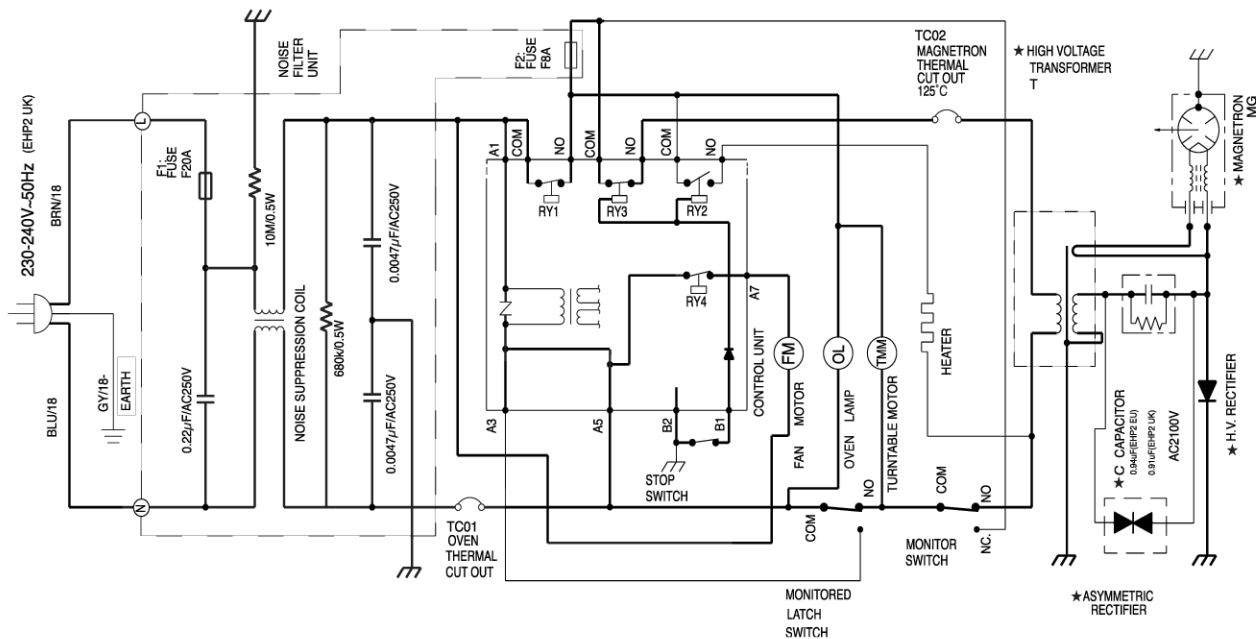 230-240V~50Hz (EHP2 UK)
BRN/18
BLU/18
GY/18-
EARTH
L
N
F1:
FUSE
F20A
0.22µF/AC250V
10M/0.5W
NOISE
FILTER
UNIT
NOISE SUPPRESSION COIL
680k/0.5W
0.0047µF/AC250V
0.0047µF/AC250V
TC01
OVEN
THERMAL
CUT OUT
F2:
FUSE
F8A
A1
COM
NO
COM
NO
COM
NO
RY1
RY3
RY2
RY4
A7
A3
A5
B2
B1
CONTROL UNIT
STOP
SWITCH
FM
FAN MOTOR
OL
OVEN LAMP
TMM
TURNTABLE MOTOR
HEATER
COM
NO
MONITORED
LATCH
SWITCH
COM
NO
NC.
MONITOR
SWITCH
TC02
MAGNETRON
THERMAL
CUT OUT
125°C
★ HIGH VOLTAGE
TRANSFORMER
T
★ MAGNETRON
MG
★ C CAPACITOR
0.94uF(EHP2 EU)
0.91uF(EHP2 UK)
AC2100V
★ H.V. RECTIFIER
★ ASYMMETRIC
RECTIFIER